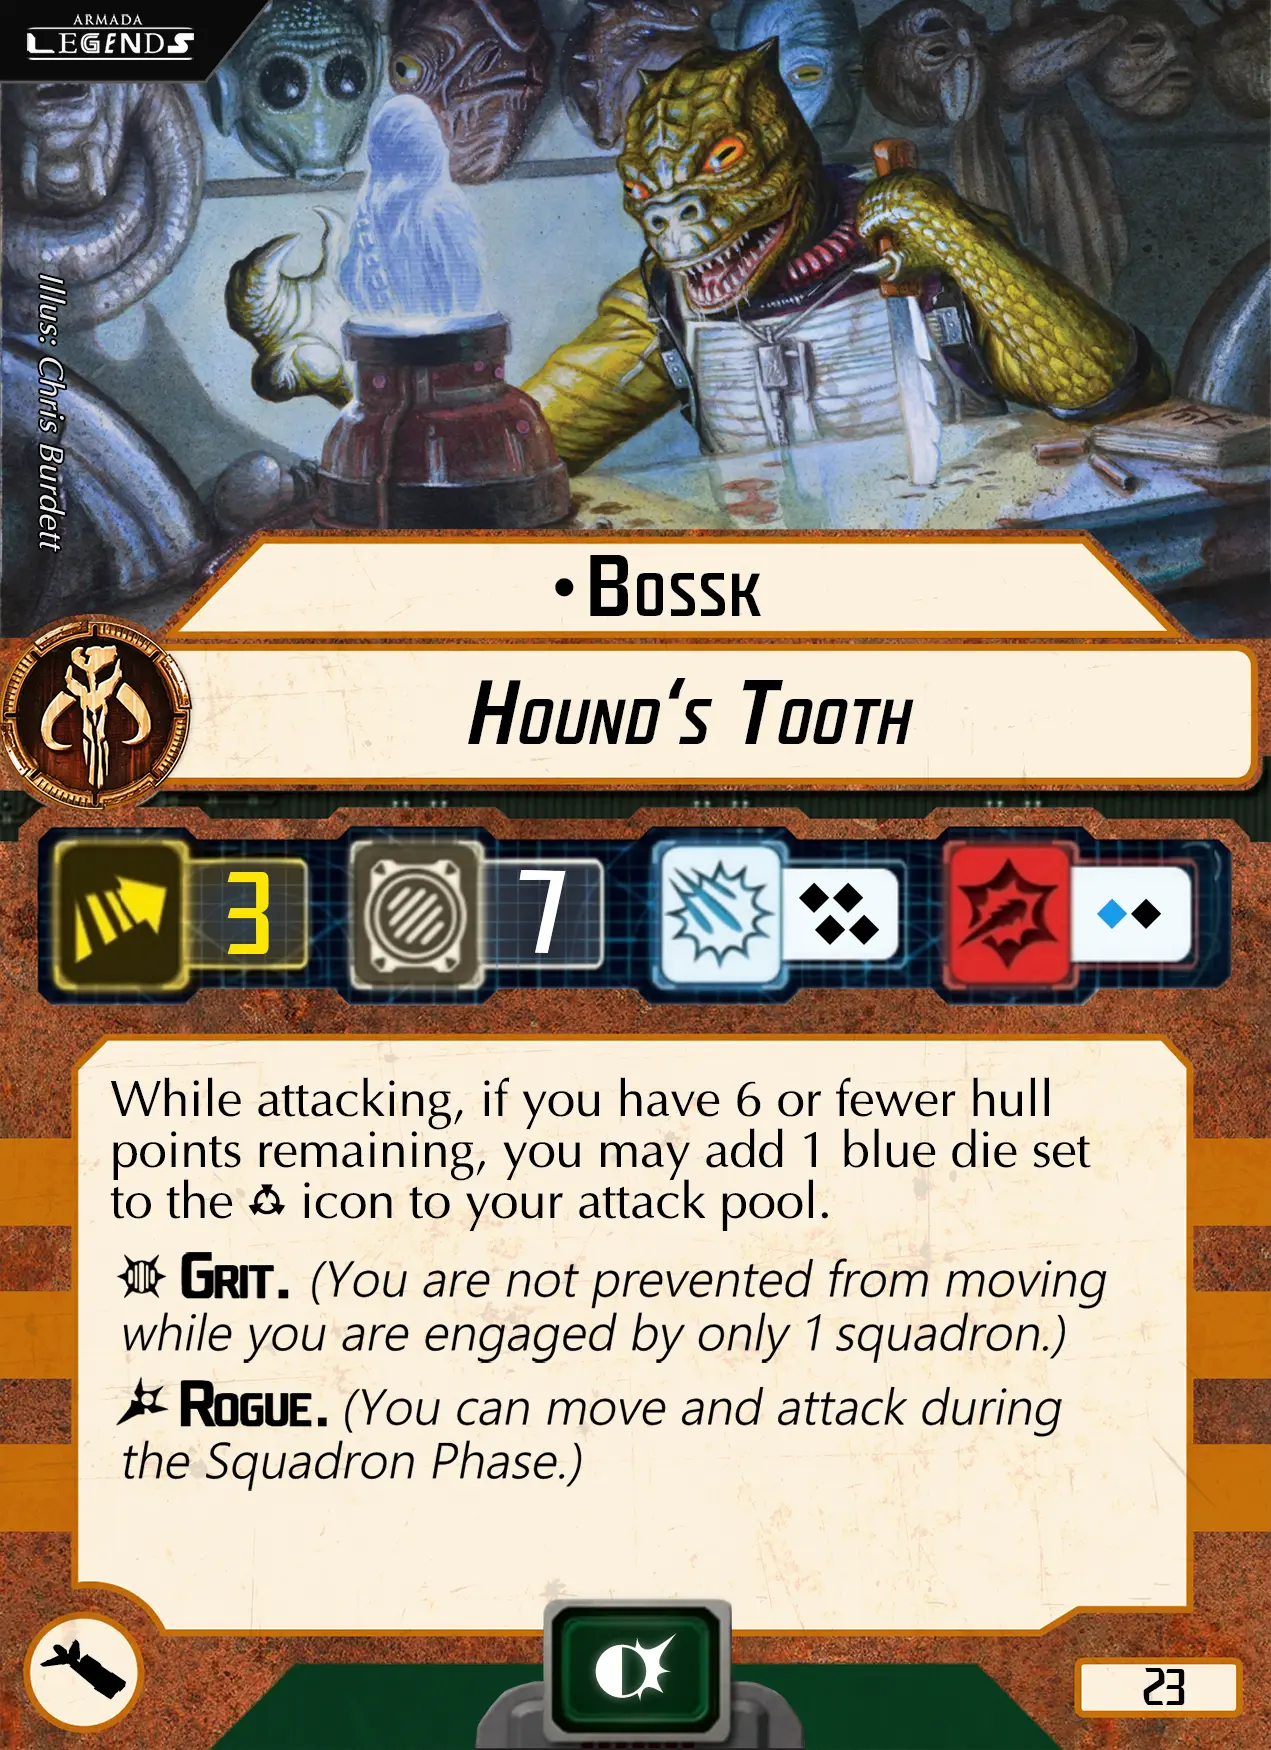 ARMADA
LEGENDS
Illus: Chris Burdett
•Bossk
Hound‘s Tooth
3
7
While attacking, if you have 6 or fewer hull
points remaining, you may add 1 blue die set
to the icon to your attack pool.
Grit. (You are not prevented from moving
while you are engaged by only 1 squadron.)
Rogue. (You can move and attack during
the Squadron Phase.)
23